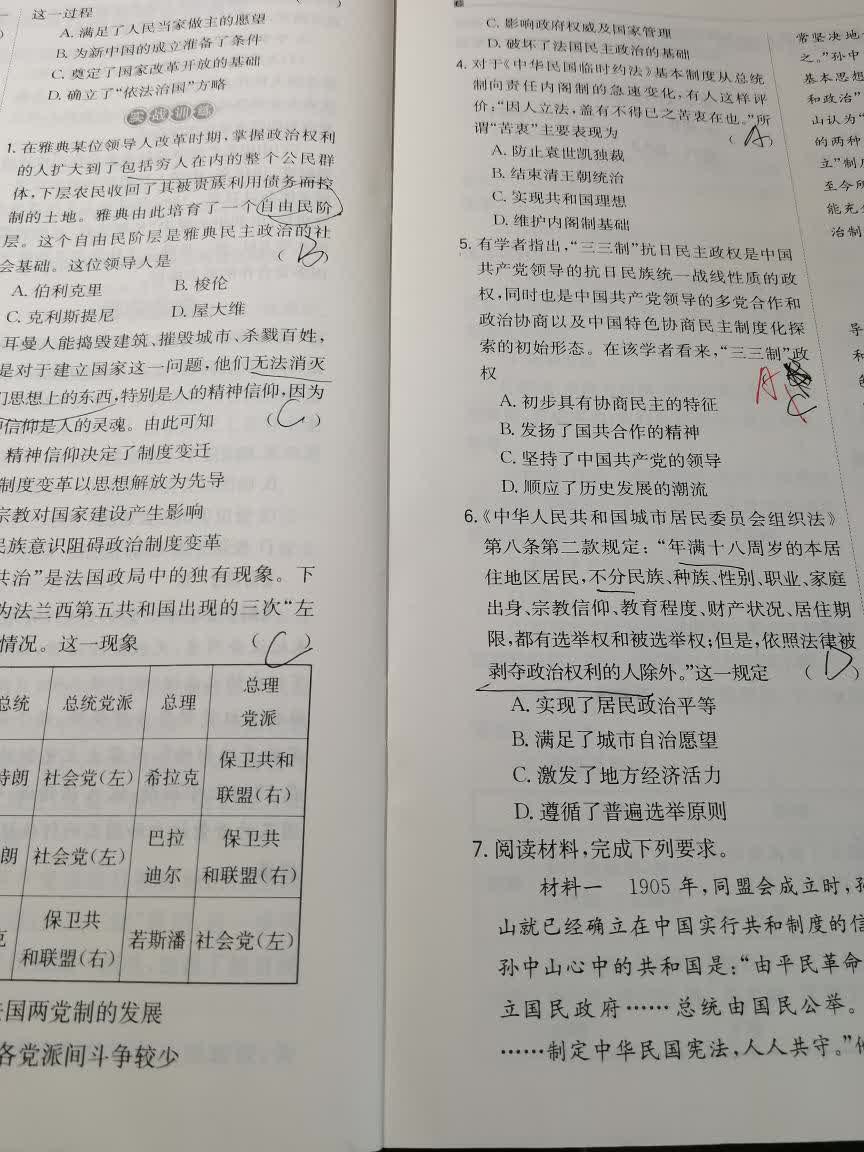 这一过程
A. 满足了人民当家做主的愿望
B. 为新中国的成立准备了条件
C. 奠定了国家改革开放的基础
D. 确立了“依法治国”方略
实战训练
1. 在雅典某位领导人改革时期,掌握政治权利
的人扩大到了包括穷人在内的整个公民群
体,下层农民收回了其被贵族利用债务而控
制的土地。雅典由此培育了一个自由民阶
层。这个自由民阶层是雅典民主政治的社
会基础。这位领导人是 ( B )
A. 伯利克里 B. 梭伦
C. 克利斯提尼 D. 屋大维
耳曼人能捣毁建筑、摧毁城市、杀戮百姓,
是对于建立国家这一问题,他们无法消灭
们思想上的东西,特别是人的精神信仰,因为
信仰是人的灵魂。由此可知 ( C )
精神信仰决定了制度变迁
制度变革以思想解放为先导
宗教对国家建设产生影响
民族意识阻碍政治制度变革
共治”是法国政局中的独有现象。下
为法兰西第五共和国出现的三次“左
情况。这一现象 ( C )
总统 总统党派 总理 总理党派
特朗 社会党(左) 希拉克 保卫共和联盟(右)
朗 社会党(左) 巴拉迪尔 保卫共和联盟(右)
克 保卫共和联盟(右) 若斯潘 社会党(左)
法国两党制的发展
各党派间斗争较少
C. 影响政府权威及国家管理
D. 破坏了法国民主政治的基础
4. 对于《中华民国临时约法》基本制度从总统
制向责任内阁制的急速变化,有人这样评
价:“因人立法,盖有不得已之苦衷在也。”所
谓“苦衷”主要表现为 ( A )
A. 防止袁世凯独裁
B. 结束清王朝统治
C. 实现共和国理想
D. 维护内阁制基础
5. 有学者指出,“三三制”抗日民主政权是中国
共产党领导的抗日民族统一战线性质的政
权,同时也是中国共产党领导的多党合作和
政治协商以及中国特色协商民主制度化探
索的初始形态。在该学者看来,“三三制”政
权 A C
A. 初步具有协商民主的特征
B. 发扬了国共合作的精神
C. 坚持了中国共产党的领导
D. 顺应了历史发展的潮流
6.《中华人民共和国城市居民委员会组织法》
第八条第二款规定:“年满十八周岁的本居
住地区居民,不分民族、种族、性别、职业、家庭
出身、宗教信仰、教育程度、财产状况、居住期
限,都有选举权和被选举权;但是,依照法律被
剥夺政治权利的人除外。”这一规定 ( D )
A. 实现了居民政治平等
B. 满足了城市自治愿望
C. 激发了地方经济活力
D. 遵循了普遍选举原则
7. 阅读材料,完成下列要求。
材料一 1905 年,同盟会成立时,孙
山就已经确立在中国实行共和制度的信
孙中山心中的共和国是:“由平民革命
立国民政府……总统由国民公举。
……制定中华民国宪法,人人共守。”
常坚决地
之。”孙中
基本思想
和政治”
山认为“
的两种
立”制
至今所
能充
治制
导
和